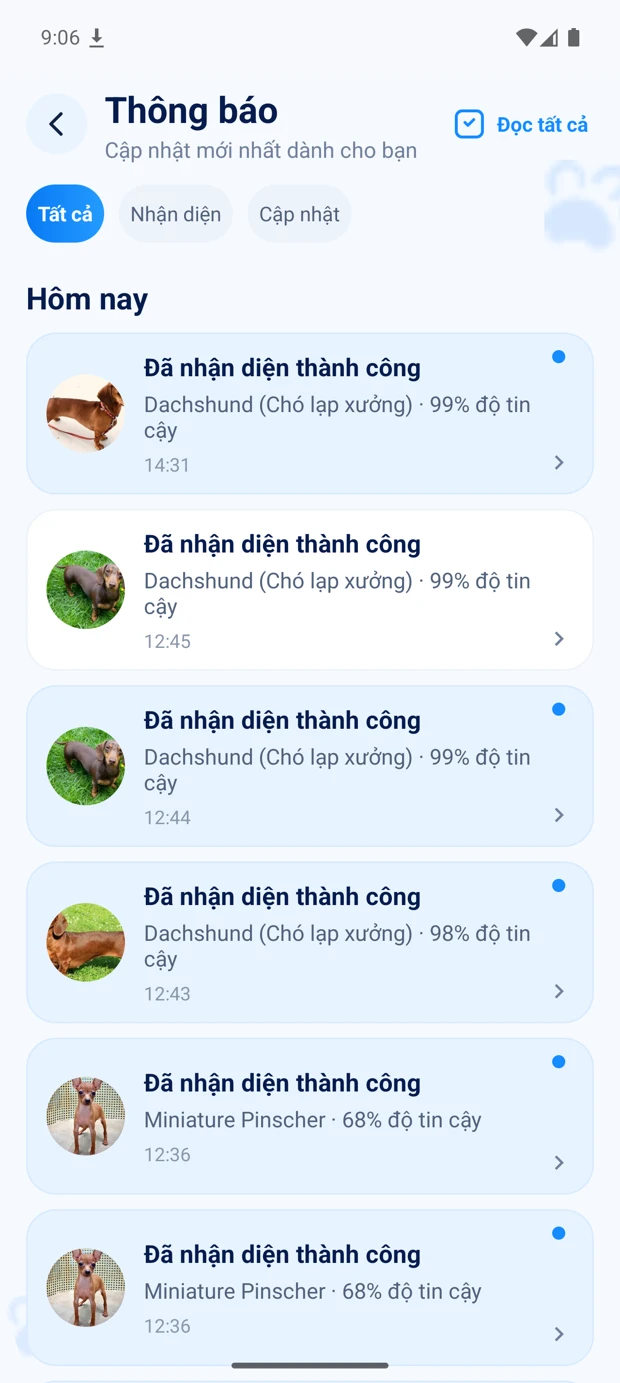 9:06
Thông báo
Cập nhật mới nhất dành cho bạn
Đọc tất cả
Tất cả
Nhận diện
Cập nhật
Hôm nay
Đã nhận diện thành công
Dachshund (Chó lạp xưởng) · 99% độ tin
cậy
14:31
Đã nhận diện thành công
Dachshund (Chó lạp xưởng) · 99% độ tin
cậy
12:45
Đã nhận diện thành công
Dachshund (Chó lạp xưởng) · 99% độ tin
cậy
12:44
Đã nhận diện thành công
Dachshund (Chó lạp xưởng) · 98% độ tin
cậy
12:43
Đã nhận diện thành công
Miniature Pinscher · 68% độ tin cậy
12:36
Đã nhận diện thành công
Miniature Pinscher · 68% độ tin cậy
12:36